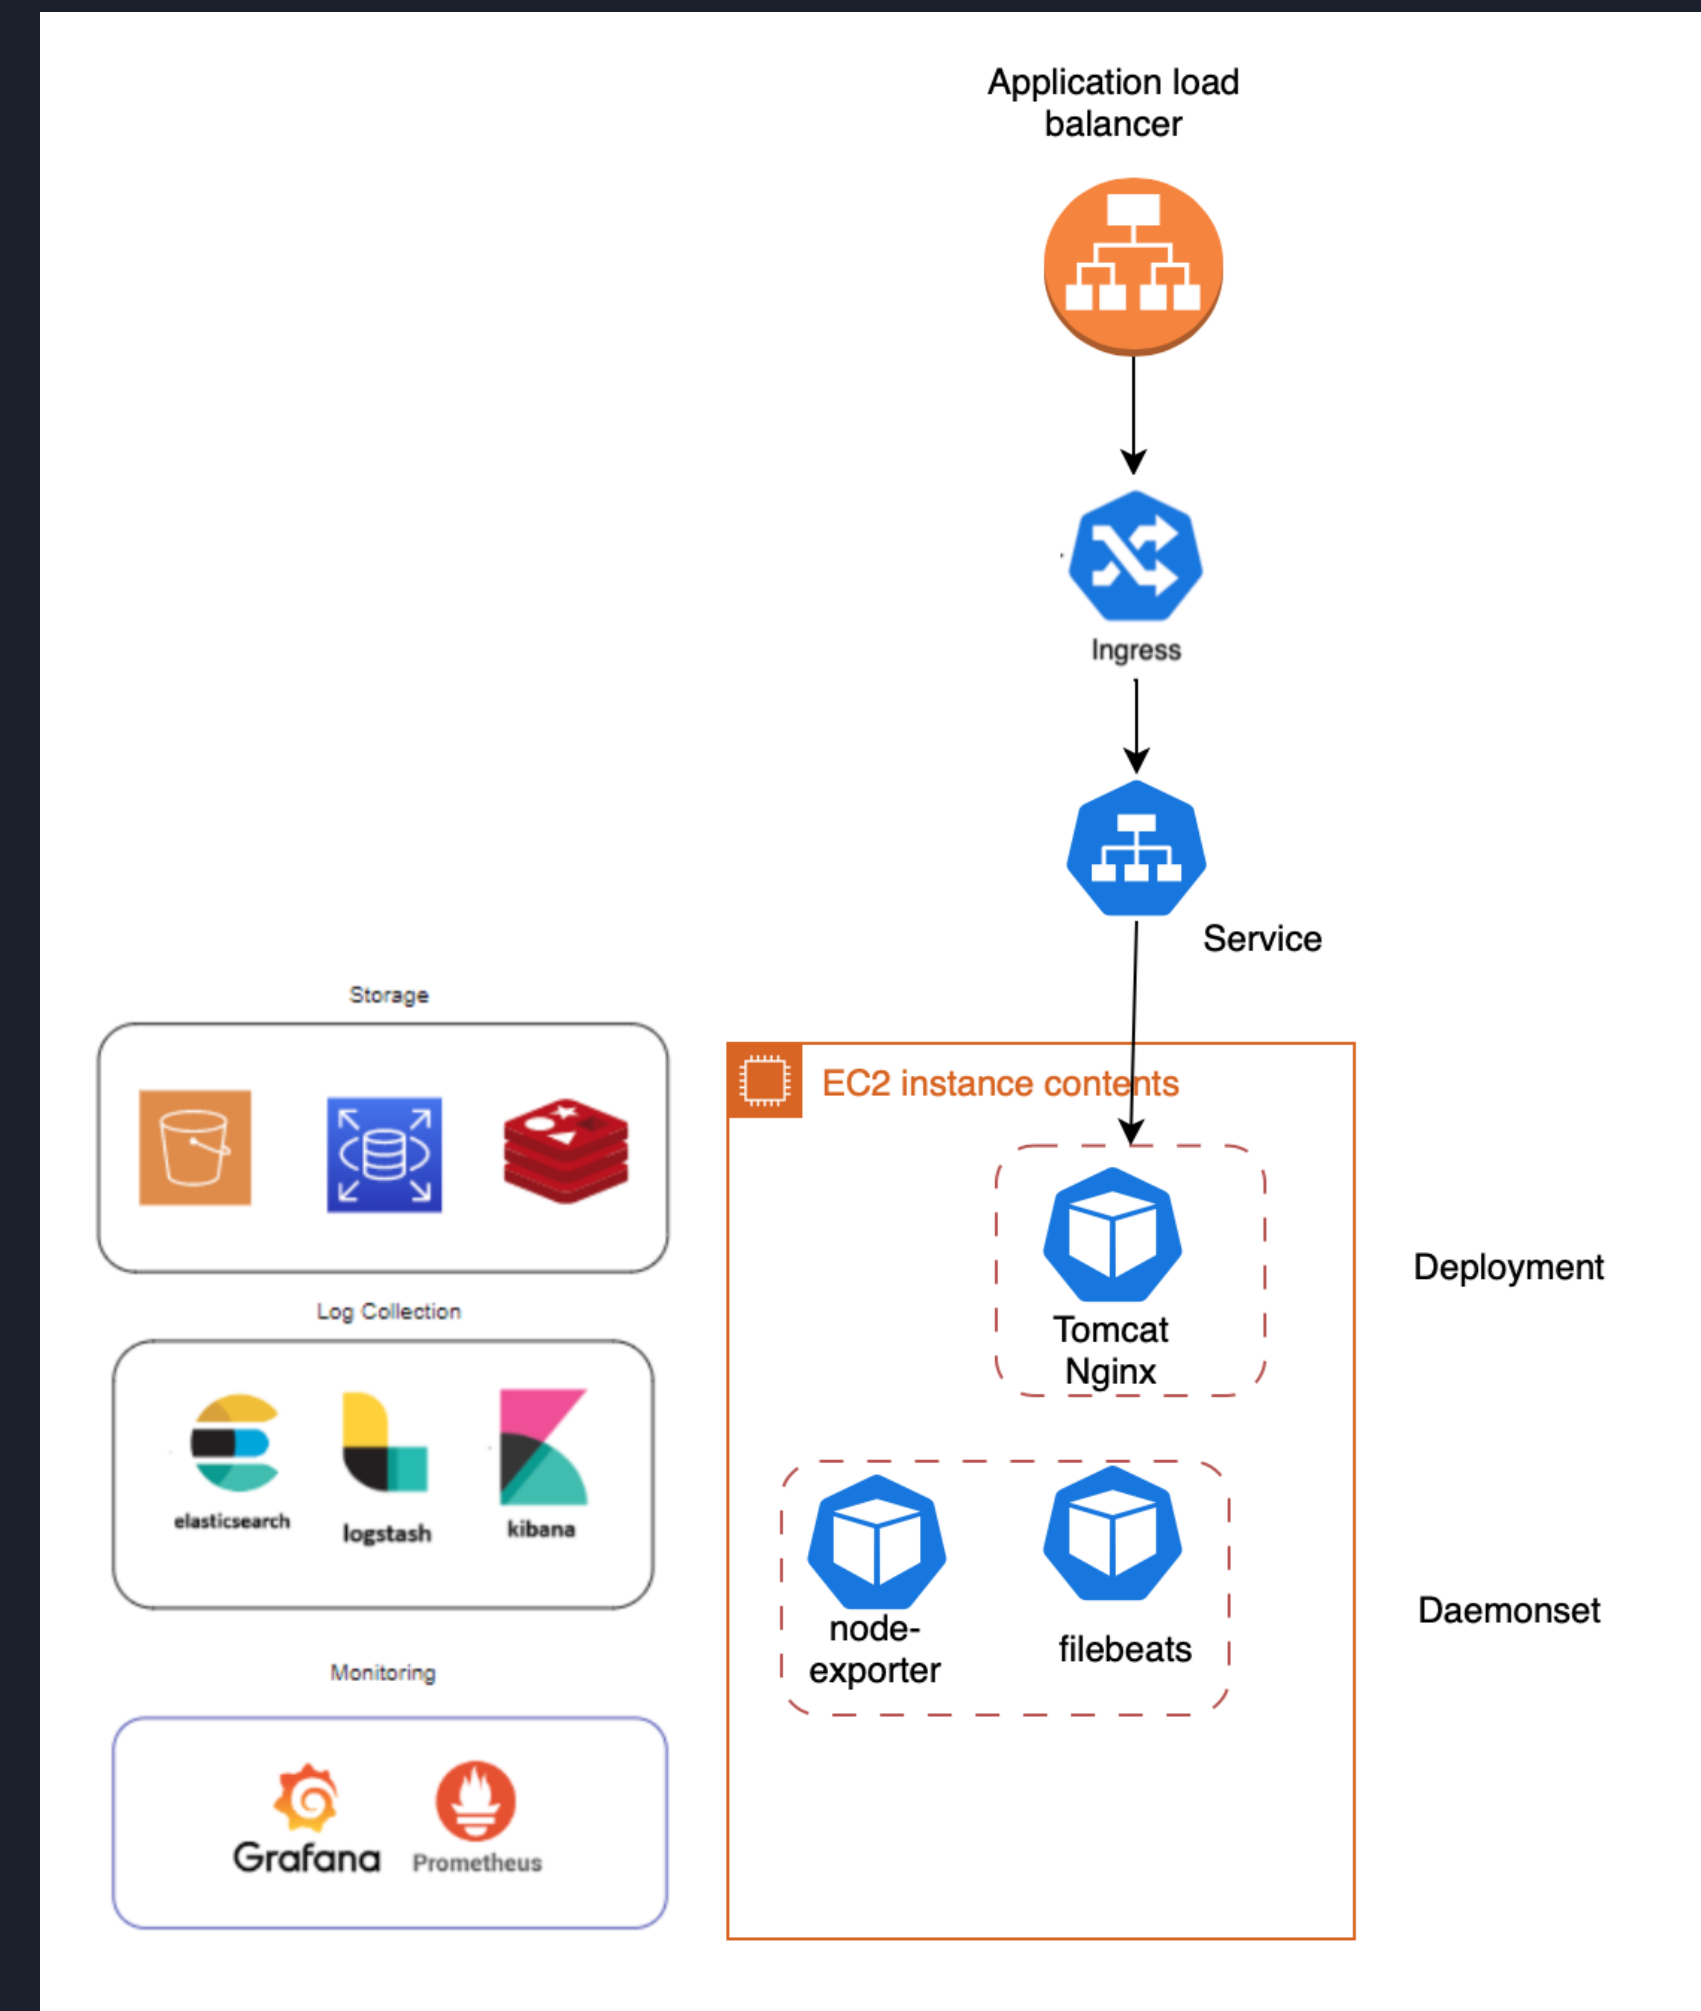 Application load
balancer
Ingress
Service
Storage
EC2 instance contents
Deployment
Log Collection
Tomcat
Nginx
elasticsearch
logstash
kibana
Daemonset
node-
exporter
filebeats
Monitoring
Grafana
Prometheus